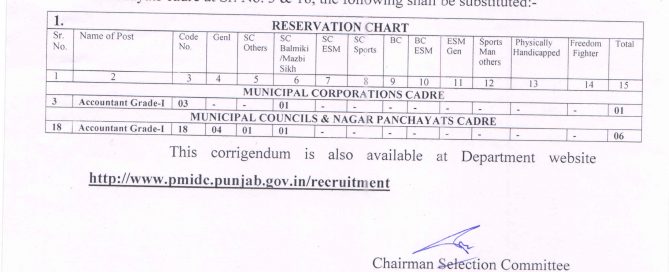 cadre at Sr. No. 3 & 18, the following shall be substituted:-
1. RESERVATION CHART
Sr. No. Name of Post Code No. Genl SC Others SC Balmiki /Mazbi Sikh SC ESM SC Sports BC BC ESM ESM Gen Sports Man others Physically Handicapped Freedom Fighter Total
1 2 3 4 5 6 7 8 9 10 11 12 13 14 15
MUNICIPAL CORPORATIONS CADRE
3 Accountant Grade-I 03 - - 01 - - - - - - - - 01
MUNICIPAL COUNCILS & NAGAR PANCHAYATS CADRE
18 Accountant Grade-I 18 04 01 01 - - - - - - - - 06
This corrigendum is also available at Department website
http://www.pmidc.punjab.gov.in/recruitment
Chairman Selection Committee